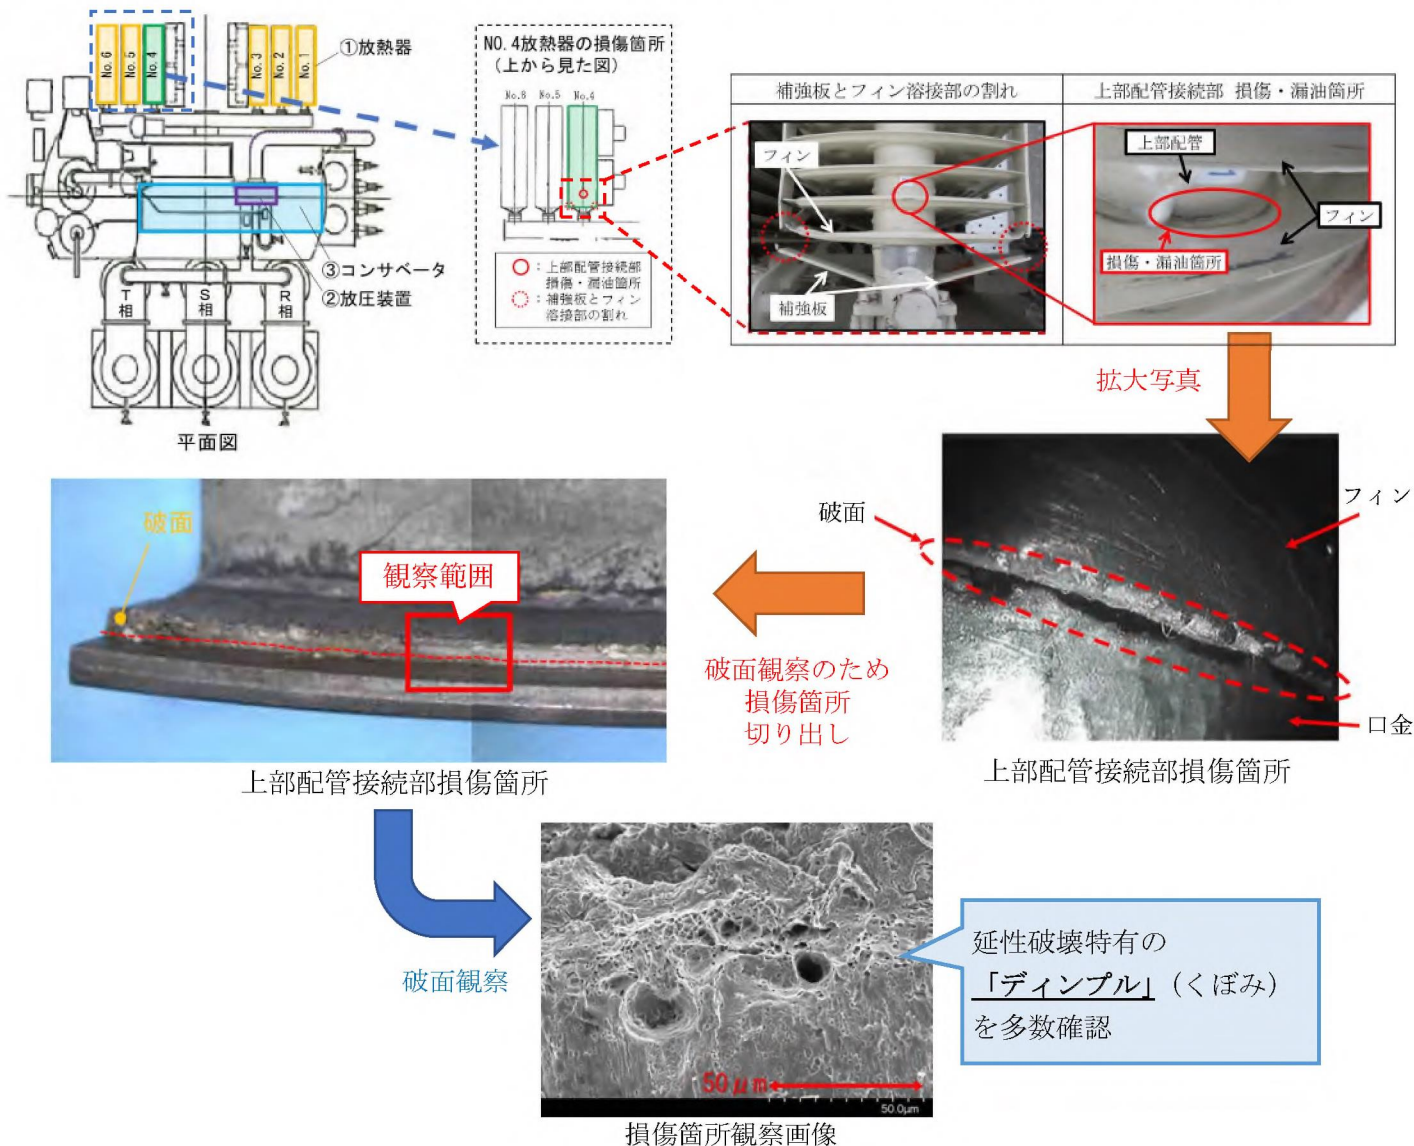 No.6
No.5
No.4
No.3
No.2
No.1
①放熱器
③コンサベータ
②放圧装置
T相
S相
R相
平面図
NO.4放熱器の損傷箇所
(上から見た図)
No.6
No.5
No.4
○:上部配管接続部
損傷・漏油箇所
:補強板とフィン
溶接部の割れ
補強板とフィン溶接部の割れ
上部配管接続部 損傷・漏油箇所
フィン
補強板
上部配管
フィン
損傷・漏油箇所
拡大写真
破面
フィン
口金
上部配管接続部損傷箇所
破面観察のため
損傷箇所
切り出し
破面
観察範囲
上部配管接続部損傷箇所
破面観察
50μm
50.0μm
損傷箇所観察画像
延性破壊特有の
「ディンプル」(くぼみ)
を多数確認